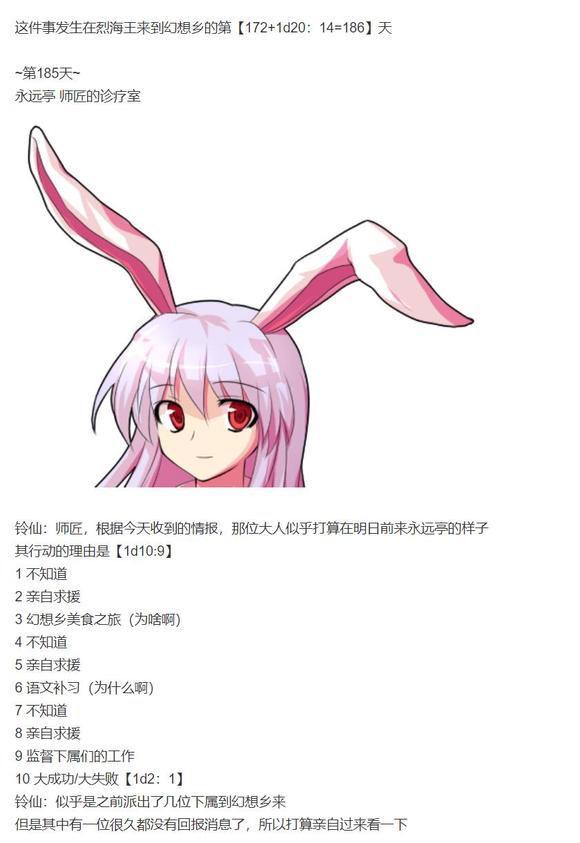 这件事发生在烈海王来到幻想乡的第【172+1d20：14=186】天
~第185天~
永远亭 师匠的诊疗室
铃仙：师匠，根据今天收到的情报，那位大人似乎打算在明日前来永远亭的样子
其行动的理由是【1d10:9】
1 不知道
2 亲自求援
3 幻想乡美食之旅（为啥啊）
4 不知道
5 亲自求援
6 语文补习（为什么啊）
7 不知道
8 亲自求援
9 监督下属们的工作
10 大成功/大失败【1d2：1】
铃仙：似乎是之前派出了几位下属到幻想乡来
但是其中有一位很久都没有回报消息了，所以打算亲自过来看一下